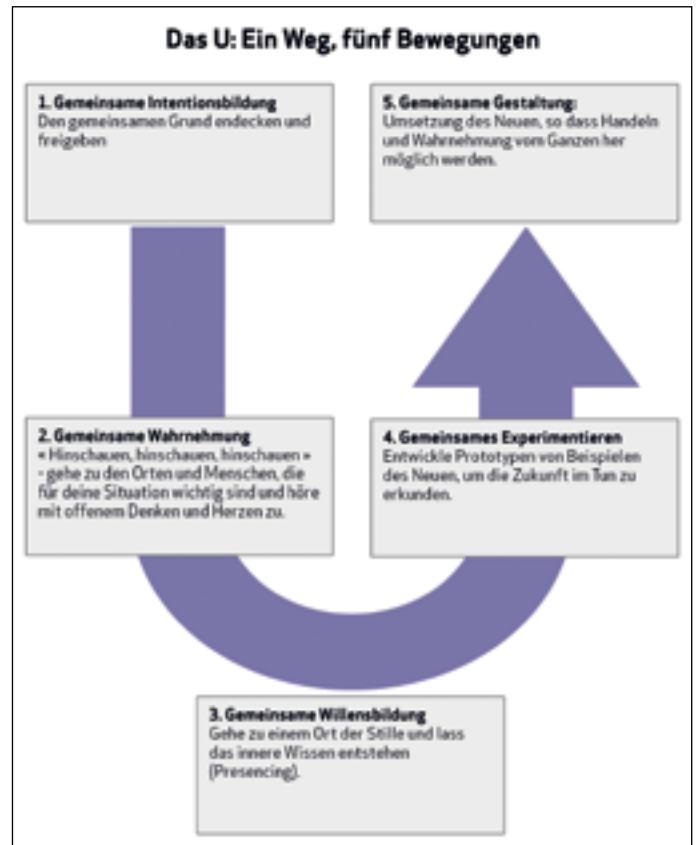 Das U: Ein Weg, fünf Bewegungen
1. Gemeinsame Intentionsbildung
Den gemeinsamen Grund endecken und
freigeben
2. Gemeinsame Wahrnehmung
« Hinschauen, hinschauen, hinschauen »
- gehe zu den Orten und Menschen, die
für deine Situation wichtig sind und höre
mit offenem Denken und Herzen zu.
3. Gemeinsame Willensbildung
Gehe zu einem Ort der Stille und lass
das innere Wissen entstehen
(Presencing).
4. Gemeinsames Experimentieren
Entwickle Prototypen von Beispielen
des Neuen, um die Zukunft im Tun zu
erkunden.
5. Gemeinsame Gestaltung:
Umsetzung des Neuen, so dass Handeln
und Wahrnehmung vom Ganzen her
möglich werden.